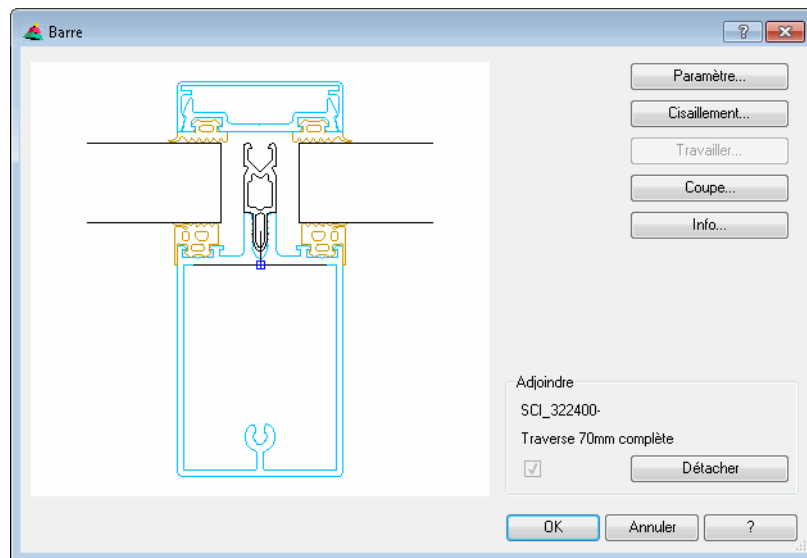 Barre
?
Paramètre...
Cisaillement...
Travailler...
Coupe...
Info...
Adjoindre
SCI_322400-
Traverse 70mm complète
Détacher
OK
Annuler
?